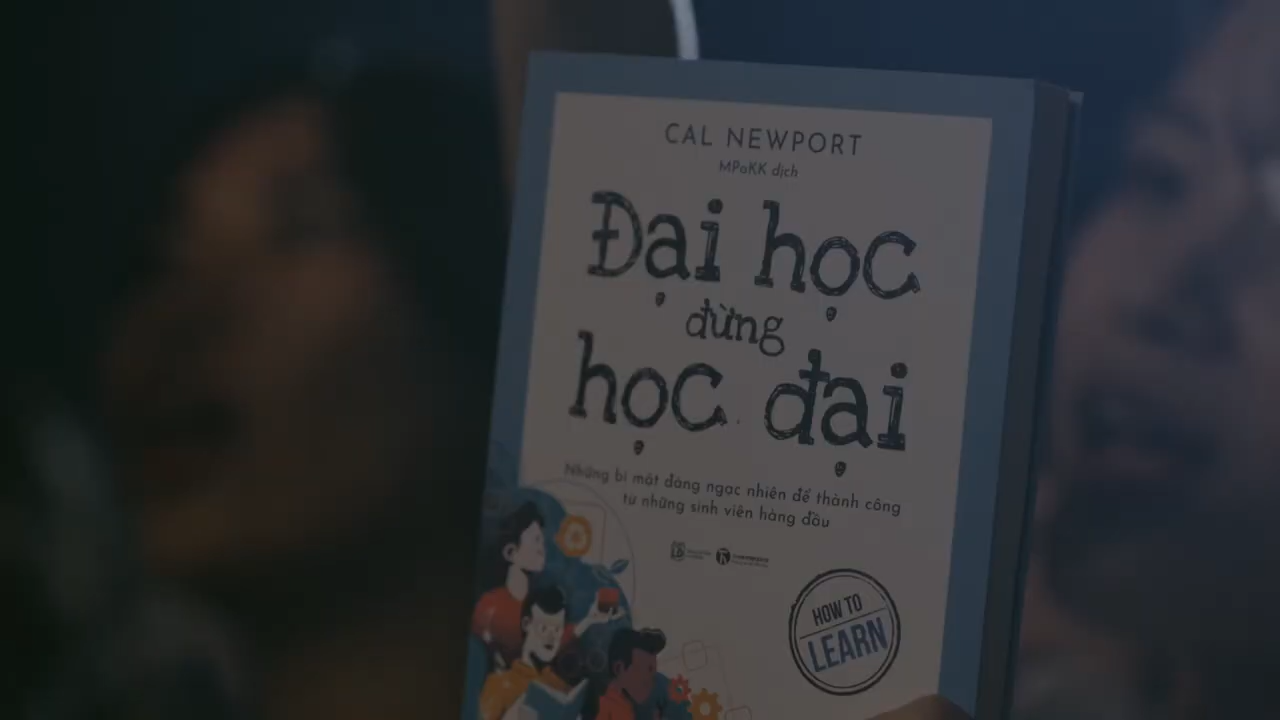 CAL NEWPORT
MPoKK dịch
Đại học
đừng
học đại
Những bí mật đáng ngạc nhiên để thành công
từ những sinh viên hàng đầu
HOW TO
LEARN